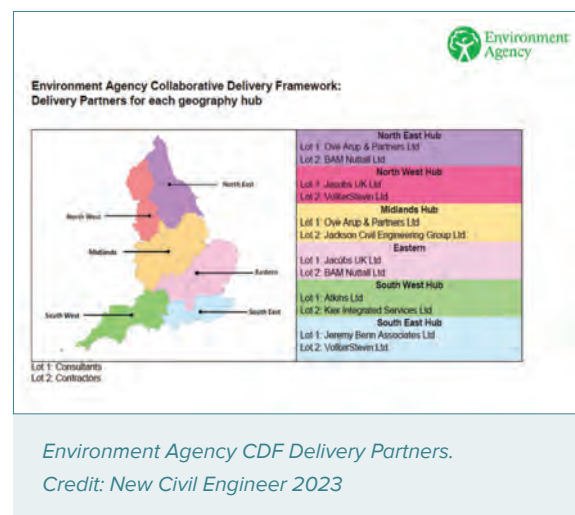 Environment
Agency
Environment Agency Collaborative Delivery Framework:
Delivery Partners for each geography hub
North East
North West
Midlands
Eastern
South West
South East
North East Hub
Lot 1: Ove Arup & Partners Ltd
Lot 2: BAM Nuttall Ltd
North West Hub
Lot 1: Jacobs UK Ltd
Lot 2: VolkerStevin Ltd
Midlands Hub
Lot 1: Ove Arup & Partners Ltd
Lot 2: Jackson Civil Engineering Group Ltd
Eastern
Lot 1: Jacobs UK Ltd
Lot 2: BAM Nuttall Ltd
South West Hub
Lot 1: Atkins Ltd
Lot 2: Kier Integrated Services Ltd
South East Hub
Lot 1: Jeremy Benn Associates Ltd
Lot 2: VolkerStevin Ltd
Lot 1: Consultants
Lot 2: Contractors
Environment Agency CDF Delivery Partners.
Credit: New Civil Engineer 2023